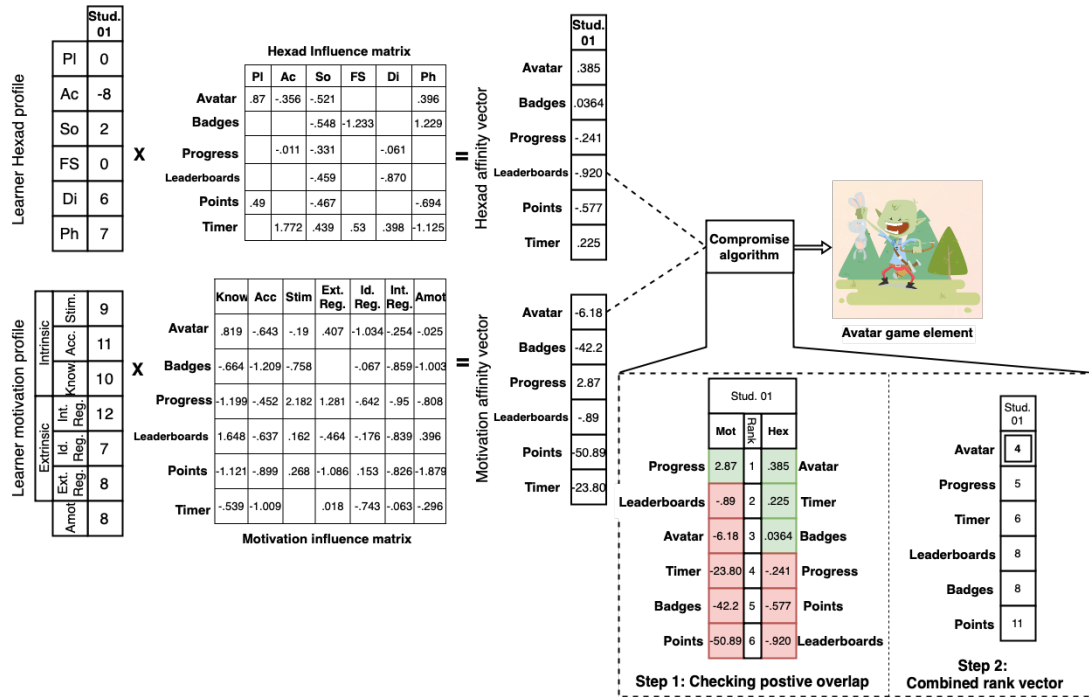 Learner Hexad profile
Stud.
01
Pl 0
Ac -8
So 2
FS 0
Di 6
Ph 7
X
Hexad Influence matrix
Pl Ac So FS Di Ph
Avatar .87 -.356 -.521 .396
Badges -.548 -1.233 1.229
Progress -.011 -.331 -.061
Leaderboards -.459 -.870
Points .49 -.467 -.694
Timer 1.772 .439 .53 .398 -1.125
=
Hexad affinity vector
Stud.
01
Avatar .385
Badges .0364
Progress -.241
Leaderboards -.920
Points -.577
Timer .225
Learner motivation profile
Intrinsic
Stim. 9
Acc. 11
Know. 10
Extrinsic
Int. Reg. 12
Id. Reg. 7
Ext. Reg. 8
Amot 8
X
Know Acc Stim Ext. Reg. Id. Reg. Int. Reg. Amot
Avatar .819 -.643 -.19 .407 -1.034 -.254 -.025
Badges -.664 -1.209 -.758 -.067 -.859 -1.003
Progress -1.199 -.452 2.182 1.281 -.642 -.95 -.808
Leaderboards 1.648 -.637 .162 -.464 -.176 -.839 .396
Points -1.121 -.899 .268 -1.086 .153 -.826 -1.879
Timer -.539 -1.009 .018 -.743 -.063 -.296
Motivation influence matrix
=
Motivation affinity vector
Avatar -6.18
Badges -42.2
Progress 2.87
Leaderboards -.89
Points -50.89
Timer -23.80
Compromise
algorithm
Avatar game element
Stud. 01
Mot Rank Hex
Progress 2.87 1 .385 Avatar
Leaderboards -.89 2 .225 Timer
Avatar -6.18 3 .0364 Badges
Timer -23.80 4 -.241 Progress
Badges -42.2 5 -.577 Points
Points -50.89 6 -.920 Leaderboards
Step 1: Checking postive overlap
Stud.
01
Avatar 4
Progress 5
Timer 6
Leaderboards 8
Badges 8
Points 11
Step 2:
Combined rank vector